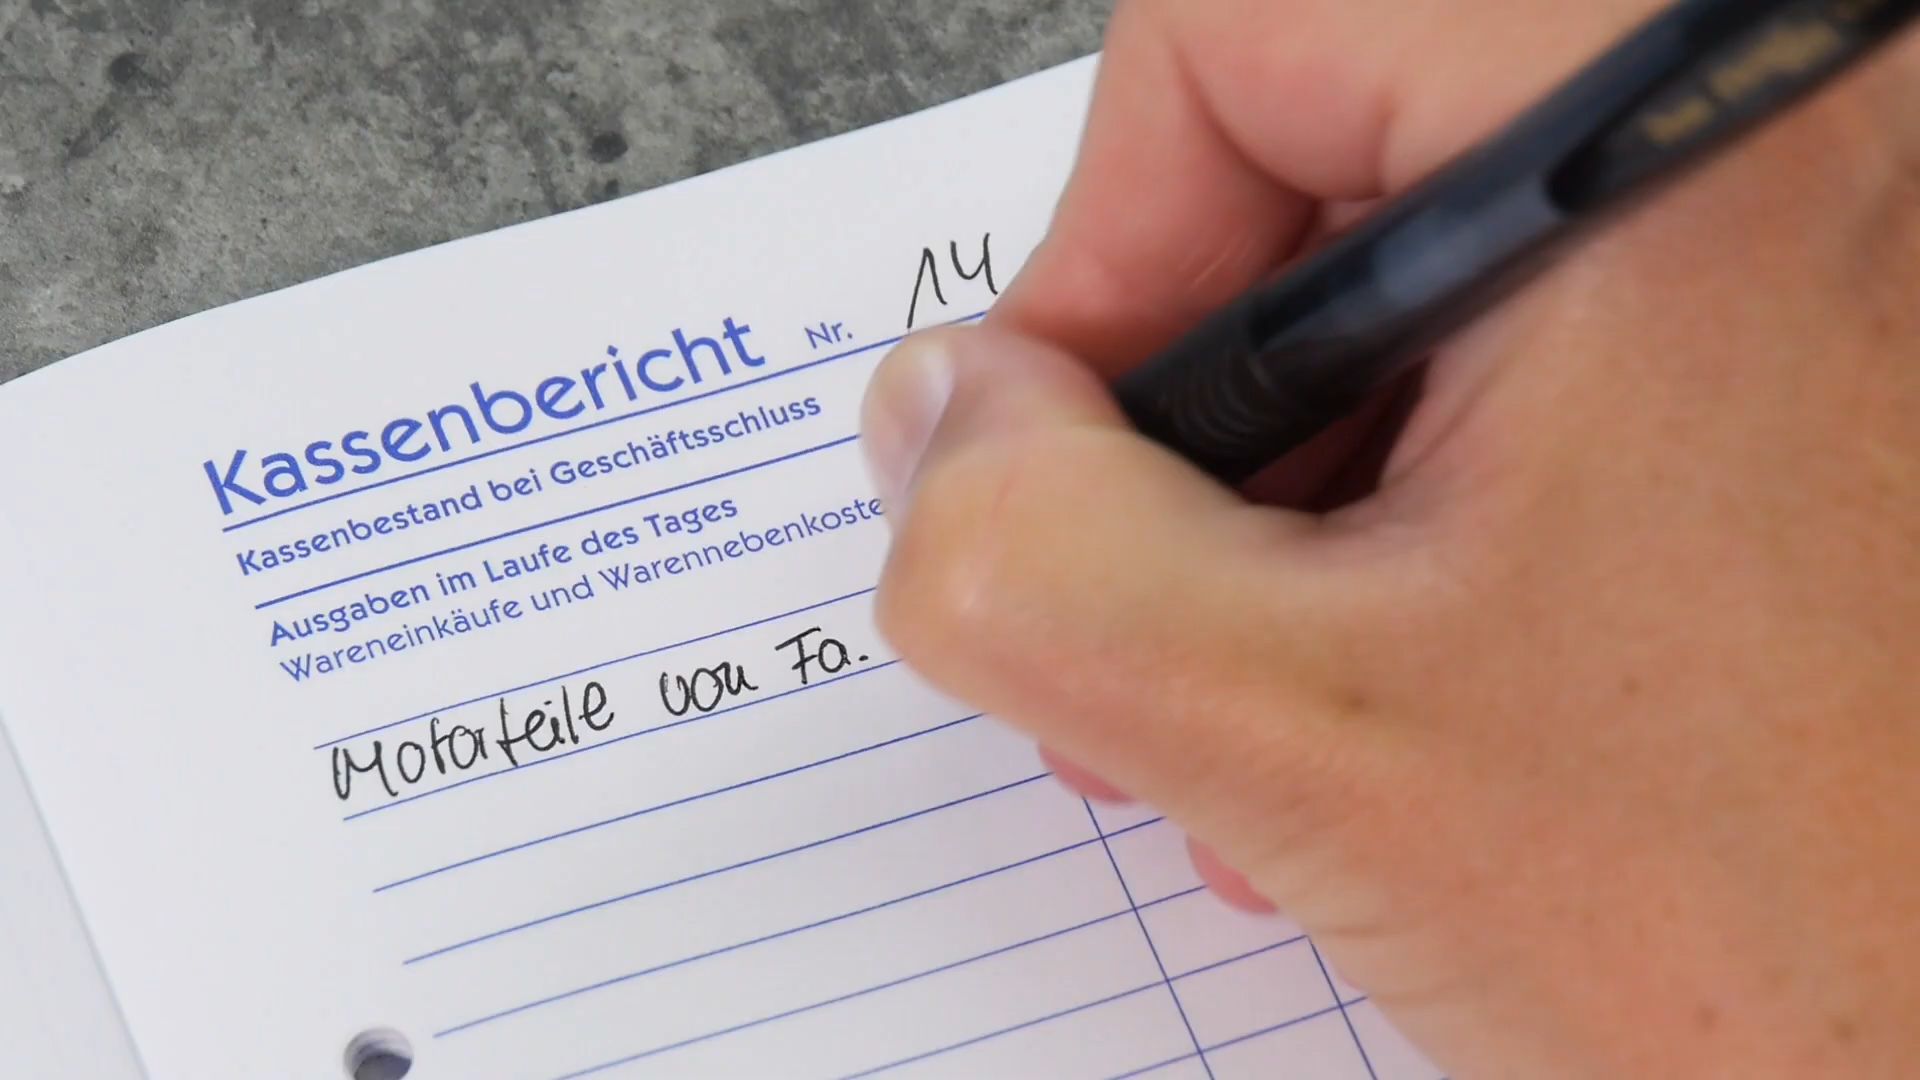 Kassenbericht Nr. 14
Kassenbestand bei Geschäftsschluss
Ausgaben im Laufe des Tages
Wareneinkäufe und Warennebenkoste
Motorteile von Fa.